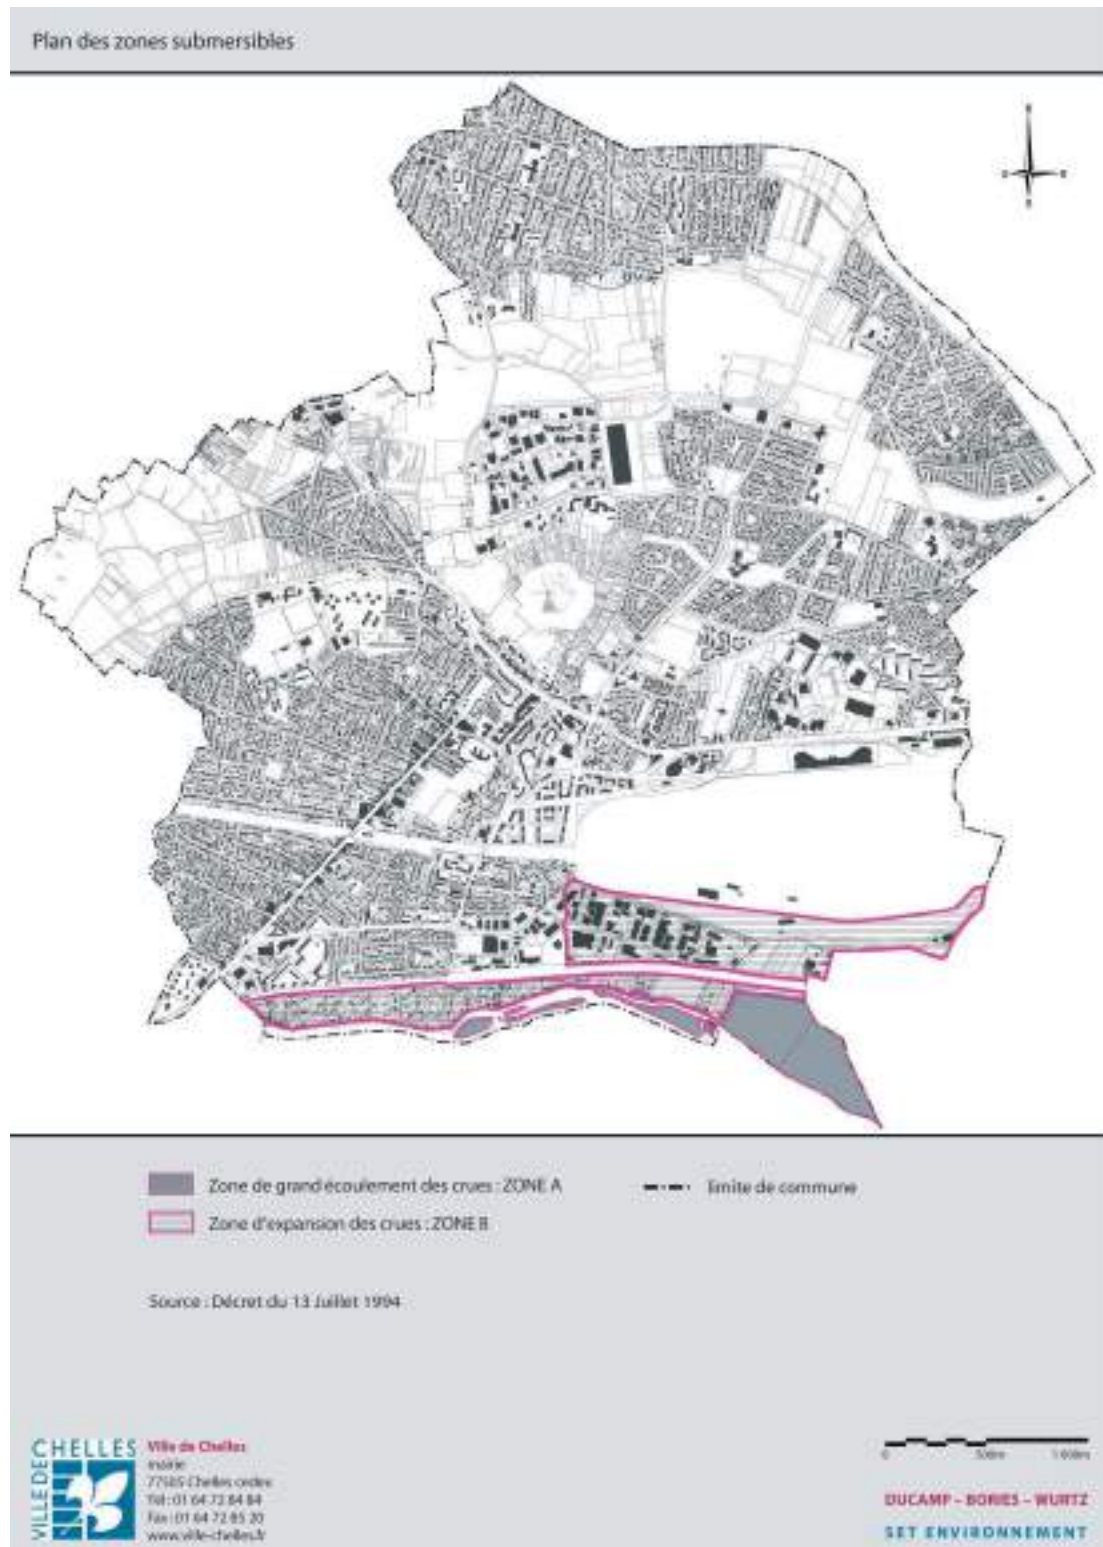 Plan des zones submersibles
Zone de grand écoulement des crues : ZONE A
limite de commune
Zone d'expansion des crues : ZONE B
Source : Décret du 13 Juillet 1994
VILLE DE CHELLES
Ville de Chelles
mairie
77505 Chelles cedex
Tél : 01 64 72 84 84
Fax : 01 64 72 85 20
www.ville-chelles.fr
0 500m 1 000m
DUCAMP - BORIES - WURTZ
SET ENVIRONNEMENT